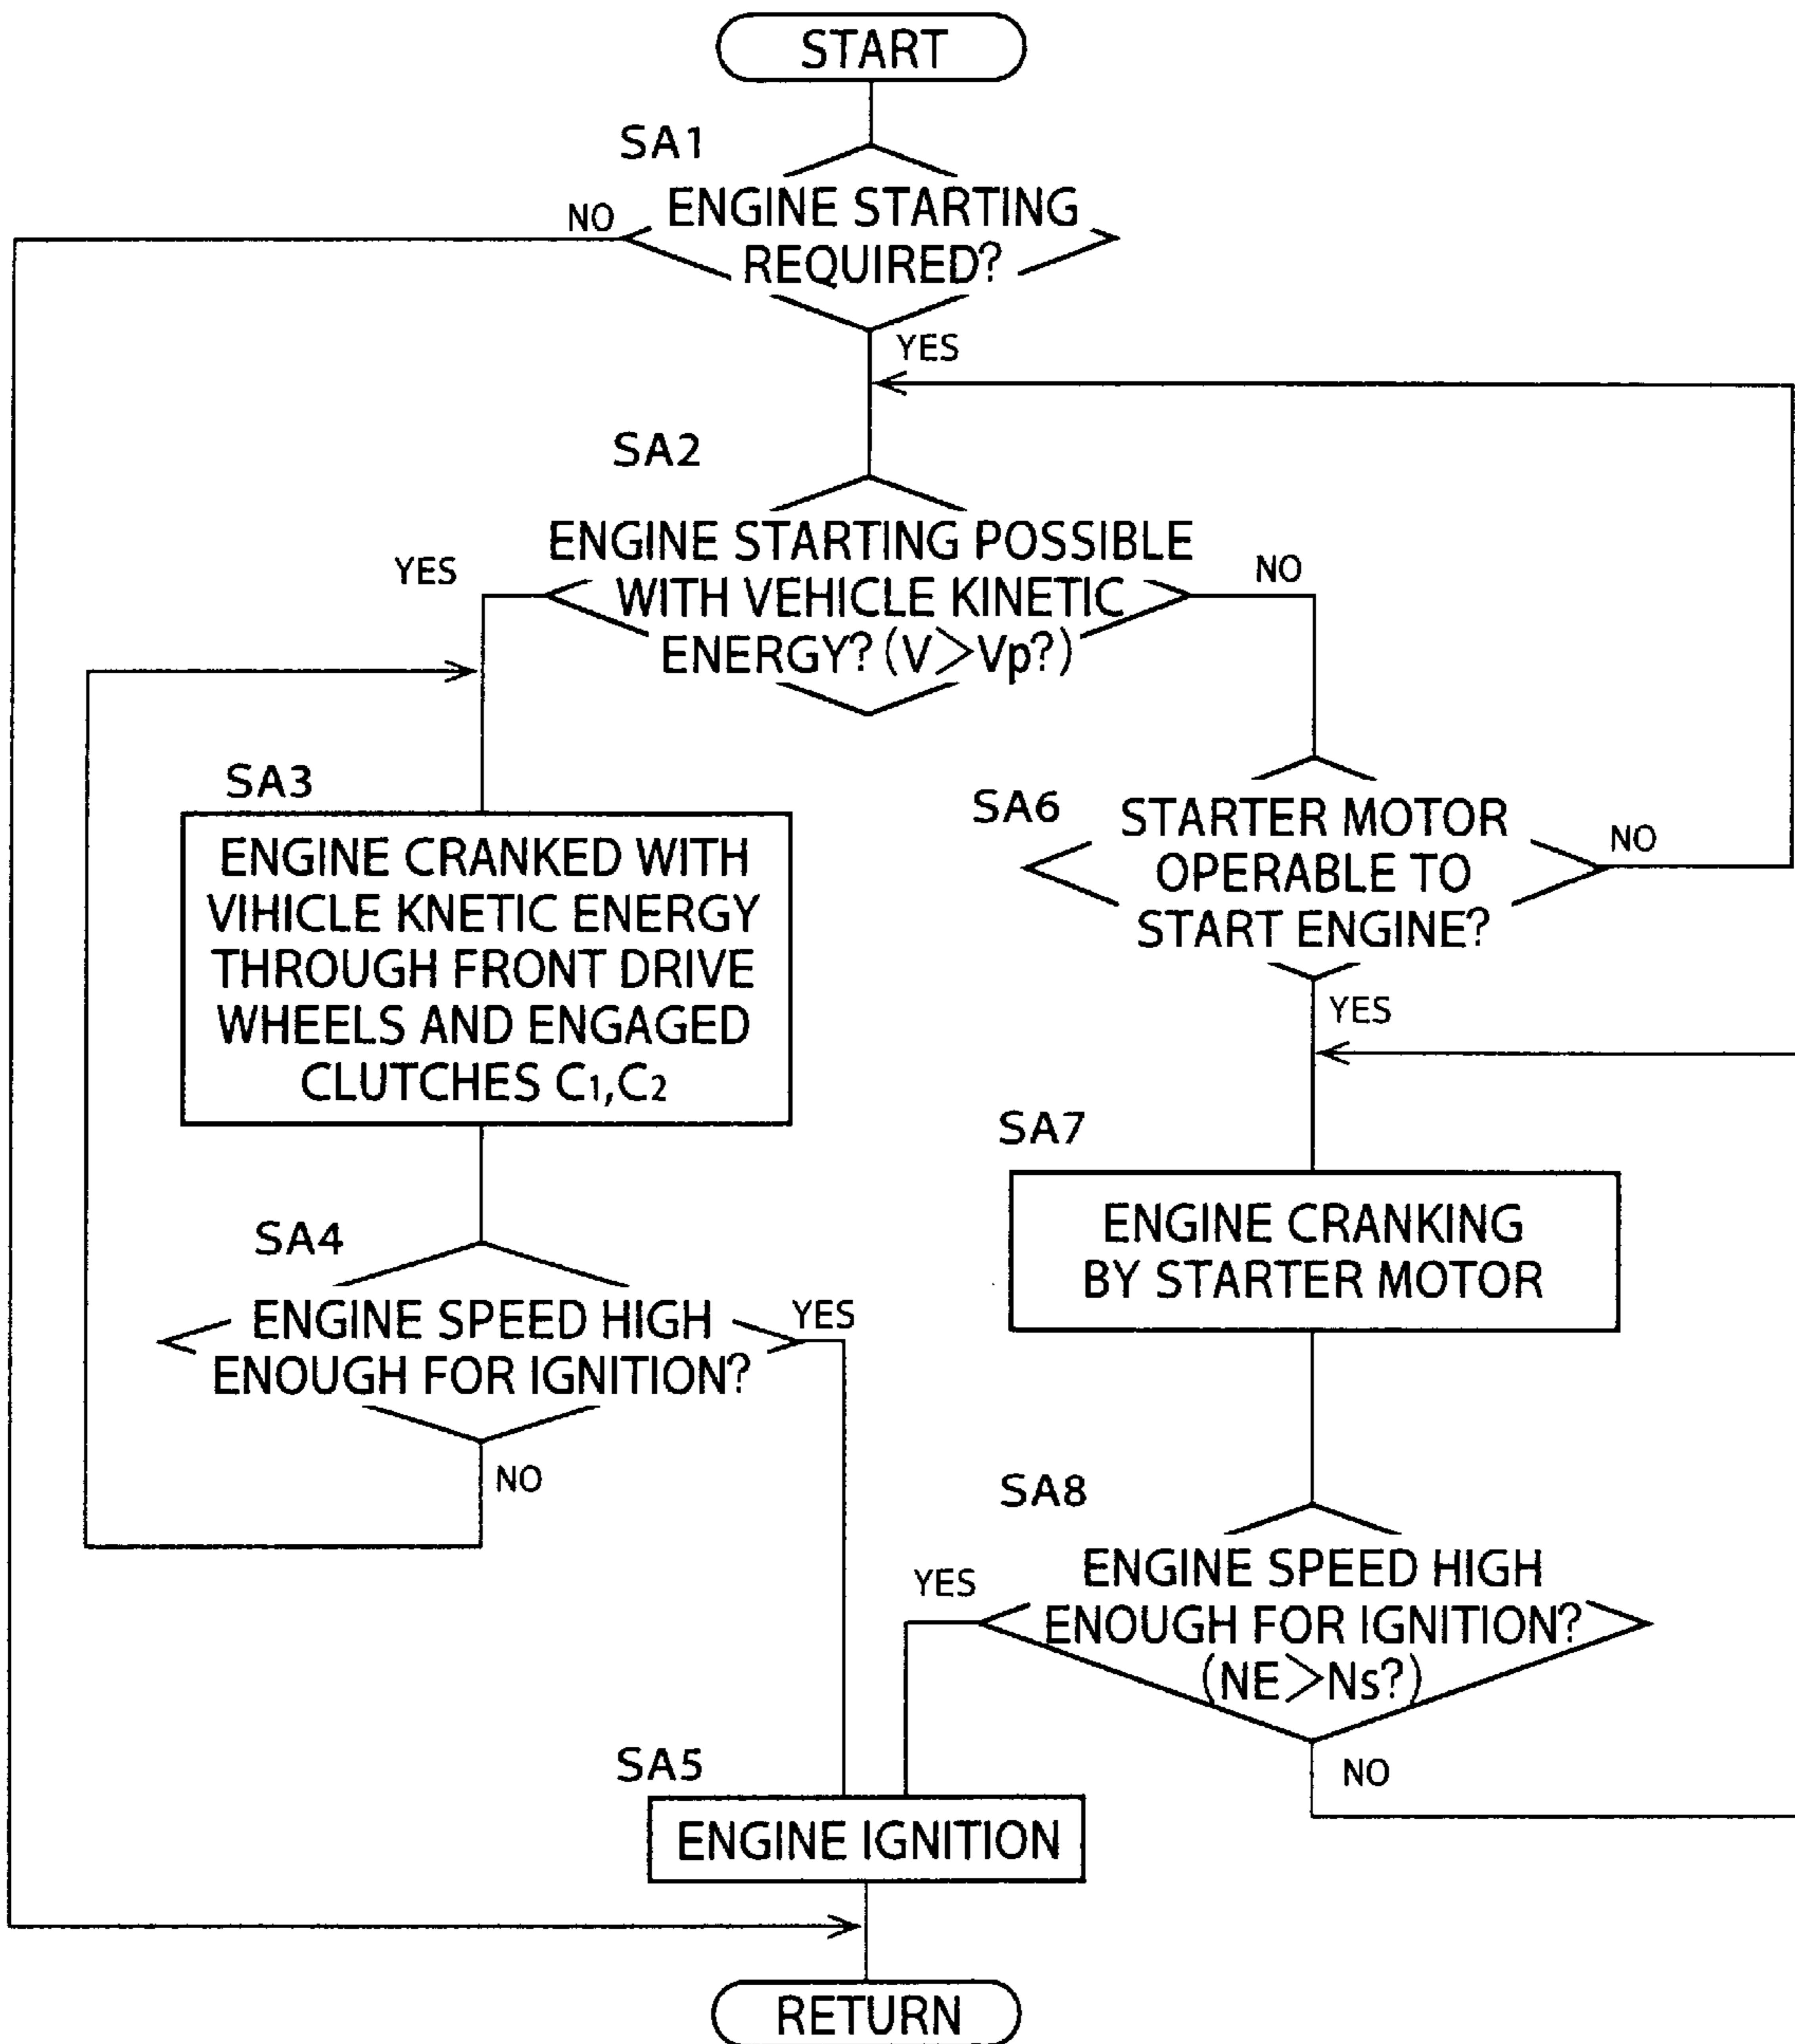 START
SA1
ENGINE STARTING
REQUIRED?
NO
YES
SA2
ENGINE STARTING POSSIBLE
WITH VEHICLE KINETIC
ENERGY? (V>Vp?)
YES
NO
SA3
ENGINE CRANKED WITH
VIHICLE KNETIC ENERGY
THROUGH FRONT DRIVE
WHEELS AND ENGAGED
CLUTCHES C1,C2
SA6
STARTER MOTOR
OPERABLE TO
START ENGINE?
NO
YES
SA4
ENGINE SPEED HIGH
ENOUGH FOR IGNITION?
YES
NO
SA7
ENGINE CRANKING
BY STARTER MOTOR
SA8
ENGINE SPEED HIGH
ENOUGH FOR IGNITION?
(NE>Ns?)
YES
NO
SA5
ENGINE IGNITION
RETURN